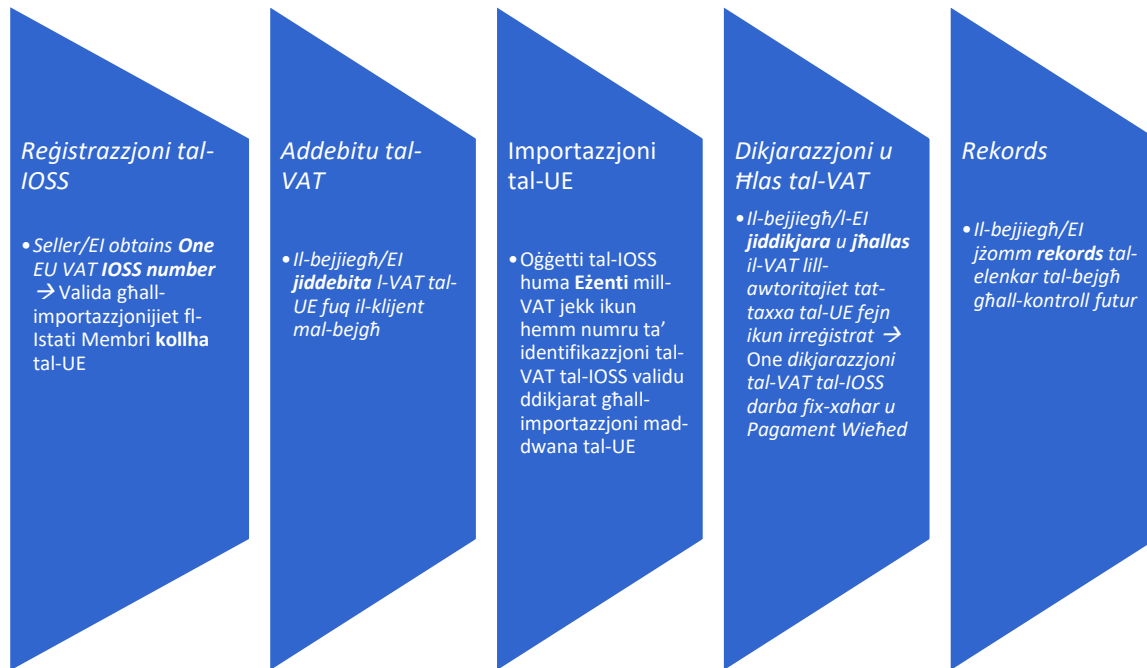 Reġistrazzjoni tal-
IOSS
•Seller/EI obtains One
EU VAT IOSS number
→ Valida għall-
importazzjonijiet fl-
Istati Membri kollha
tal-UE
Addebitu tal-
VAT
•Il-bejjiegħ/EI
jiddebita l-VAT tal-
UE fuq il-klijent
mal-bejgħ
Importazzjoni
tal-UE
•Oġġetti tal-IOSS
huma Eżenti mill-
VAT jekk ikun
hemm numru ta’
identifikazzjoni tal-
VAT tal-IOSS validu
ddikjarat għall-
importazzjoni mad-
dwana tal-UE
Dikjarazzjoni u
Ħlas tal-VAT
•Il-bejjiegħ/l-EI
jiddikjara u jħallas
il-VAT lill-
awtoritajiet tat-
taxxa tal-UE fejn
ikun irreġistrat →
One dikjarazzjoni
tal-VAT tal-IOSS
darba fix-xahar u
Pagament Wieħed
Rekords
•Il-bejjiegħ/EI
jżomm rekords tal-
elenkar tal-bejgħ
għall-kontroll futur